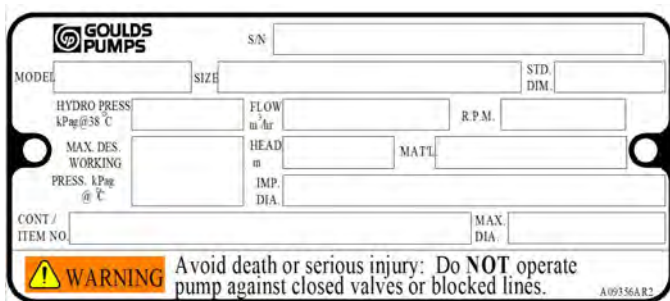 GOULDS PUMPS
S/N
MODEL
SIZE
STD. DIM.
HYDRO PRESS kPag@38°C
FLOW m³/hr
R.P.M.
MAX. DES. WORKING PRESS. kPag @ °C
HEAD m
MAT'L
IMP. DIA.
CONT / ITEM NO.
MAX. DIA.
WARNING
Avoid death or serious injury: Do NOT operate
pump against closed valves or blocked lines.
A09356AR2